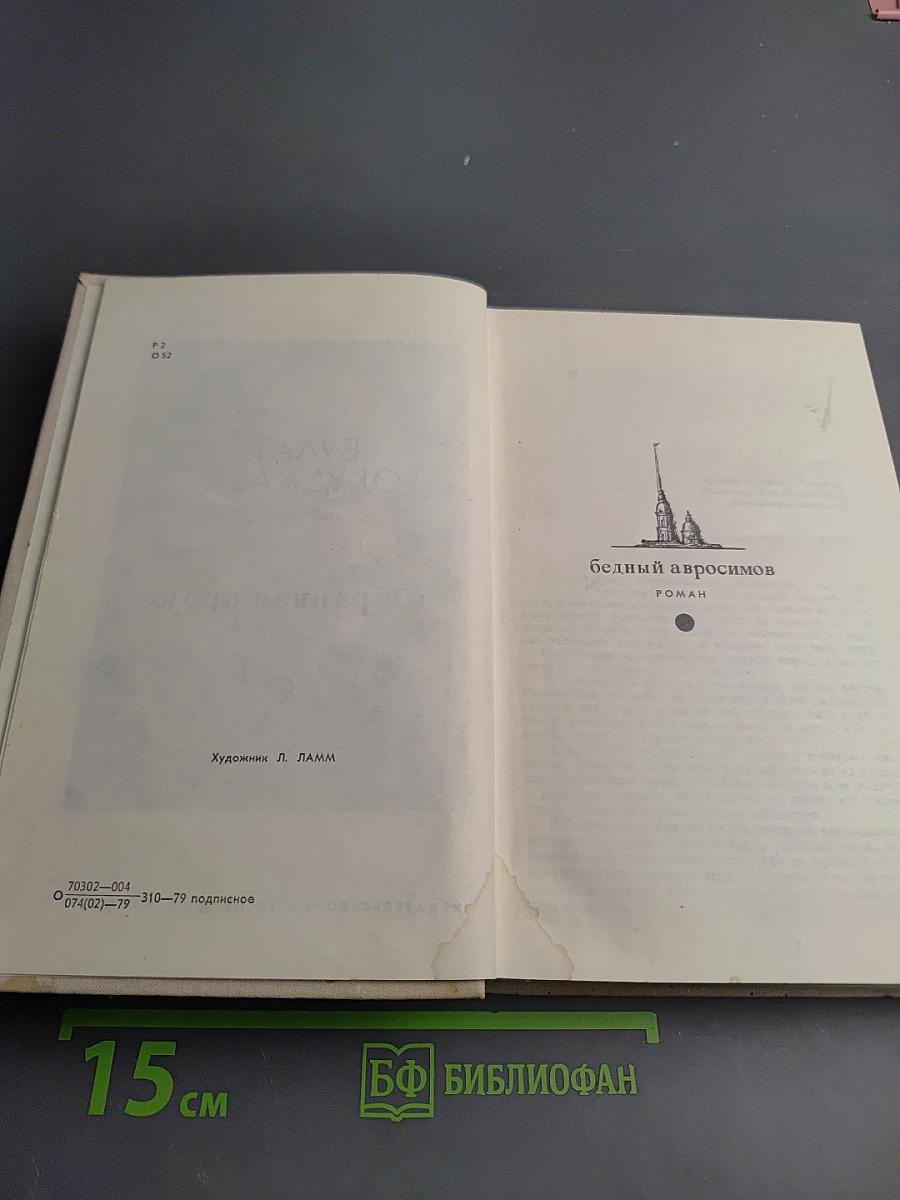 Р 2
О 52
Художник Л. ЛАММ
О 70302—004
074(02)—79 —310—79 подписное
бедный авросимов
РОМАН
15 см
БФ БИБЛИОФАН